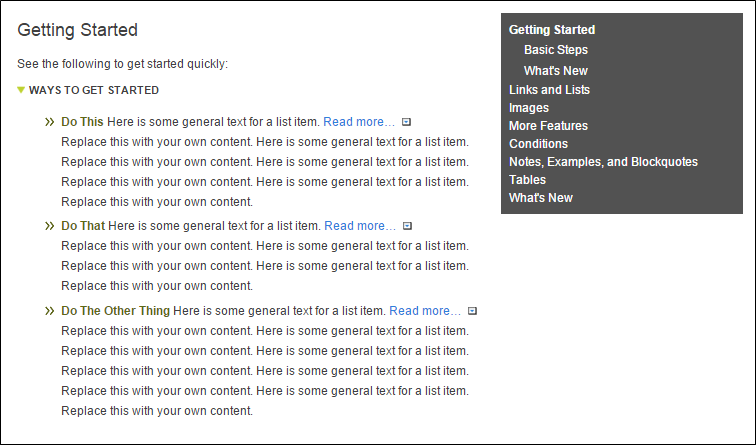 Getting Started
See the following to get started quickly:
WAYS TO GET STARTED
Do This Here is some general text for a list item. Read more…
Replace this with your own content. Here is some general text for a list item.
Replace this with your own content. Here is some general text for a list item.
Replace this with your own content. Here is some general text for a list item.
Replace this with your own content.
Do That Here is some general text for a list item. Read more…
Replace this with your own content. Here is some general text for a list item.
Replace this with your own content. Here is some general text for a list item.
Replace this with your own content.
Do The Other Thing Here is some general text for a list item. Read more…
Replace this with your own content. Here is some general text for a list item.
Replace this with your own content. Here is some general text for a list item.
Replace this with your own content. Here is some general text for a list item.
Replace this with your own content. Here is some general text for a list item.
Replace this with your own content.
Getting Started
Basic Steps
What's New
Links and Lists
Images
More Features
Conditions
Notes, Examples, and Blockquotes
Tables
What's New